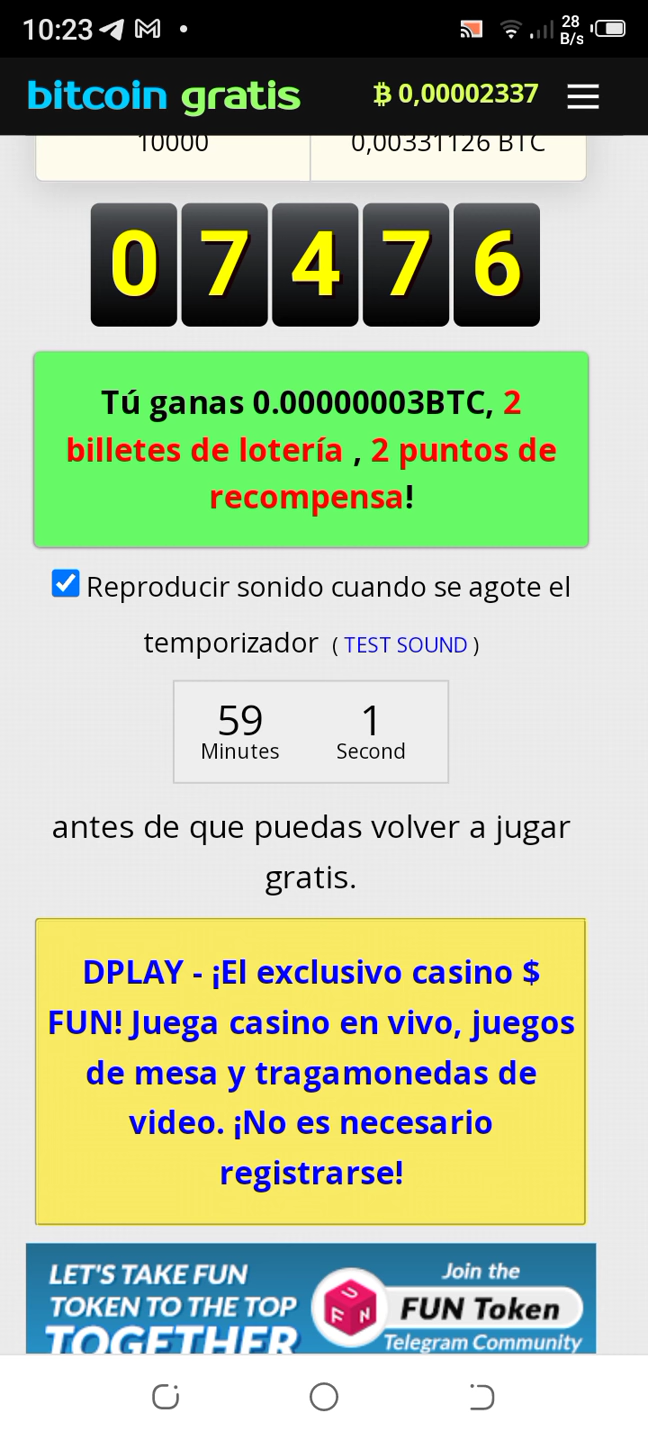 10:23
28
B/s
bitcoin gratis
₿ 0,00002337
10000
0,00331126 BTC
0 7 4 7 6
Tú ganas 0.00000003BTC, 2
billetes de lotería , 2 puntos de
recompensa!
Reproducir sonido cuando se agote el
temporizador ( TEST SOUND )
59 1
Minutes Second
antes de que puedas volver a jugar
gratis.
DPLAY - ¡El exclusivo casino $
FUN! Juega casino en vivo, juegos
de mesa y tragamonedas de
video. ¡No es necesario
registrarse!
LET'S TAKE FUN
TOKEN TO THE TOP
TOGETHER
FUN
Join the
FUN Token
Telegram Community